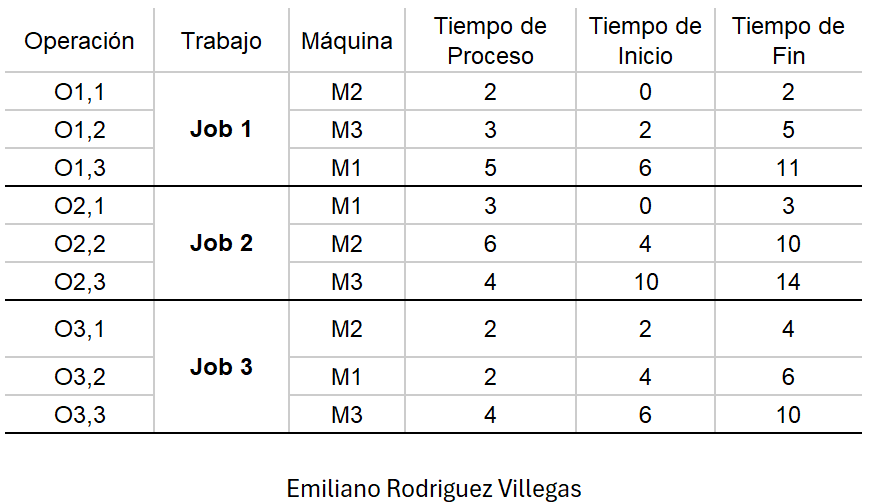 Operación Trabajo Máquina Tiempo de Proceso Tiempo de Inicio Tiempo de Fin
O1,1 M2 2 0 2
O1,2 Job 1 M3 3 2 5
O1,3 M1 5 6 11
O2,1 M1 3 0 3
O2,2 Job 2 M2 6 4 10
O2,3 M3 4 10 14
O3,1 M2 2 2 4
O3,2 Job 3 M1 2 4 6
O3,3 M3 4 6 10
Emiliano Rodriguez Villegas